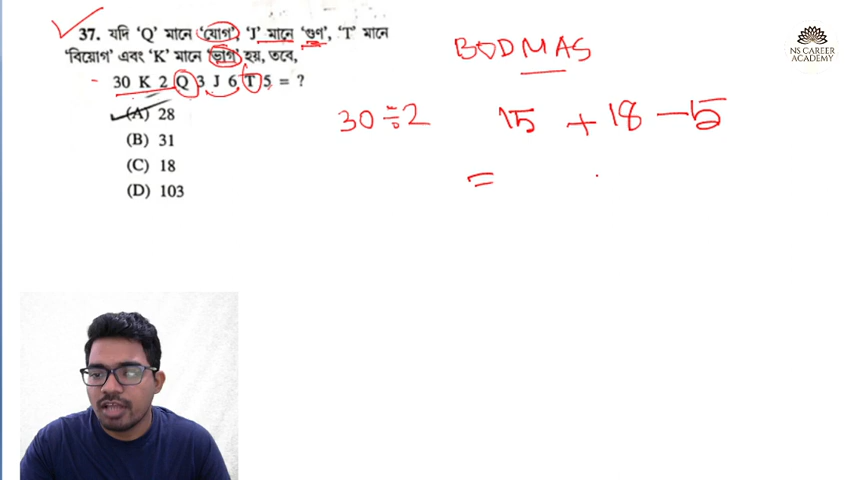 NS CAREER
ACADEMY
37. যদি ‘Q’ মানে ‘যোগ’, ‘J’ মানে ‘গুণ’, ‘T’ মানে
‘বিয়োগ’ এবং ‘K’ মানে ‘ভাগ’ হয়, তবে,
30 K 2 Q 3 J 6 T 5 = ?
(A) 28
(B) 31
(C) 18
(D) 103
BODMAS
30 ÷ 2 15 + 18 - 15
=